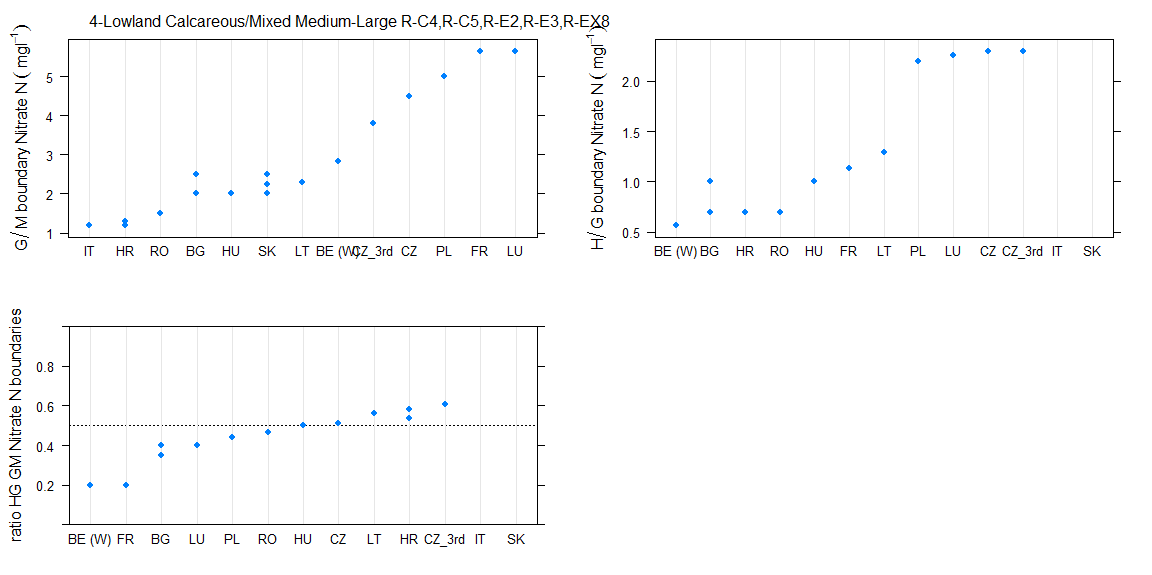 4-Lowland Calcareous/Mixed Medium-Large R-C4,R-C5,R-E2,R-E3,R-EX8
G/ M boundary Nitrate N ( mgl⁻¹)
5
4
3
2
1
IT HR RO BG HU SK LT BE (W) CZ_3rd CZ PL FR LU
H/ G boundary Nitrate N ( mgl⁻¹)
2.0
1.5
1.0
0.5
BE (W) BG HR RO HU FR LT PL LU CZ CZ_3rd IT SK
ratio HG GM Nitrate N boundaries
0.8
0.6
0.4
0.2
BE (W) FR BG LU PL RO HU CZ LT HR CZ_3rd IT SK